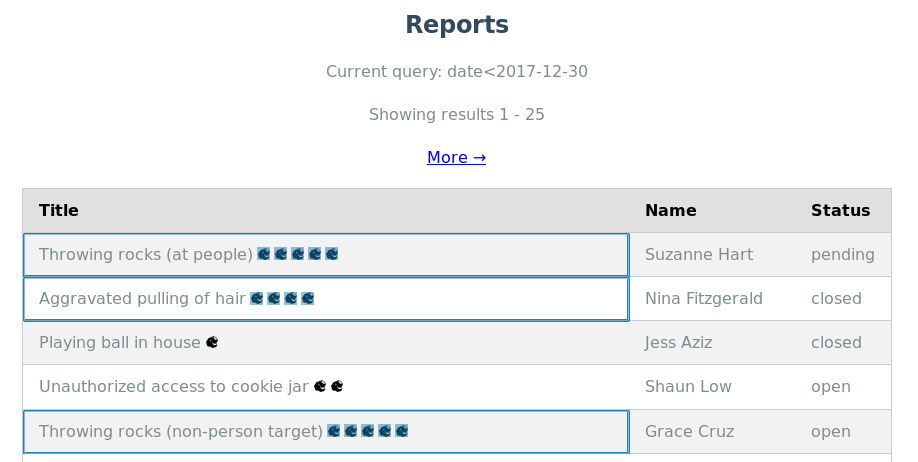 Reports
Current query: date<2017-12-30
Showing results 1 - 25
More →
Title Name Status
Throwing rocks (at people) Suzanne Hart pending
Aggravated pulling of hair Nina Fitzgerald closed
Playing ball in house Jess Aziz closed
Unauthorized access to cookie jar Shaun Low open
Throwing rocks (non-person target) Grace Cruz open